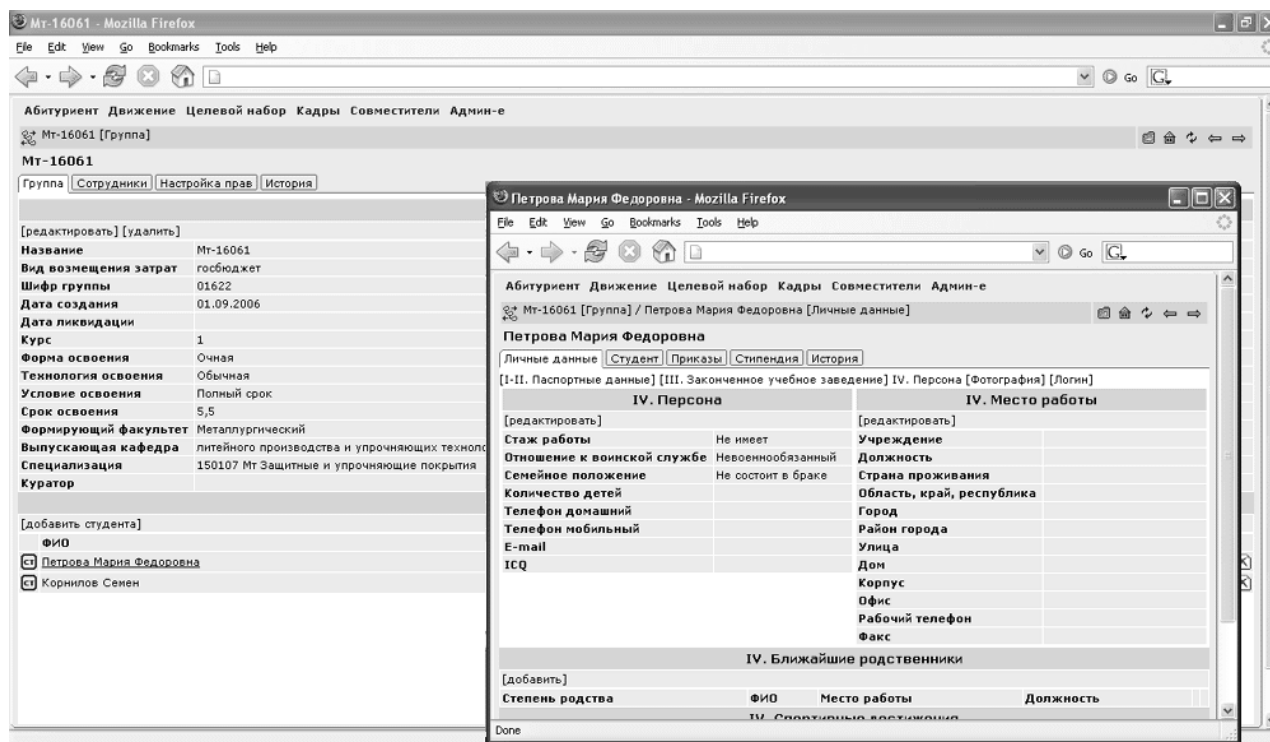 Мт-16061 - Mozilla Firefox
File Edit View Go Bookmarks Tools Help
Go
Абитуриент Движение Целевой набор Кадры Совместители Админ-е
Мт-16061 [Группа]
Мт-16061
Группа Сотрудники Настройка прав История
[редактировать] [удалить]
Название Мт-16061
Вид возмещения затрат госбюджет
Шифр группы 01622
Дата создания 01.09.2006
Дата ликвидации
Курс 1
Форма освоения Очная
Технология освоения Обычная
Условие освоения Полный срок
Срок освоения 5,5
Формирующий факультет Металлургический
Выпускающая кафедра литейного производства и упрочняющих
Специализация 150107 Мт Защитные и упрочняющие покрытия
Куратор
[добавить студента]
ФИО
ст Петрова Мария Федоровна
ст Корнилов Семен
Петрова Мария Федоровна - Mozilla Firefox
File Edit View Go Bookmarks Tools Help
Go
Абитуриент Движение Целевой набор Кадры Совместители Админ-е
Мт-16061 [Группа] / Петрова Мария Федоровна [Личные данные]
Петрова Мария Федоровна
Личные данные Студент Приказы Стипендия История
[I-II. Паспортные данные] [III. Законченное учебное заведение] IV. Персона [Фотография] [Логин]
IV. Персона IV. Место работы
[редактировать] [редактировать]
Стаж работы Не имеет Учреждение
Отношение к воинской службе Невоеннообязанный Должность
Семейное положение Не состоит в браке Страна проживания
Количество детей Область, край, республика
Телефон домашний Город
Телефон мобильный Район города
E-mail Улица
ICQ Дом
Корпус
Офис
Рабочий телефон
Факс
IV. Ближайшие родственники
[добавить]
Степень родства ФИО Место работы Должность
IV. Спортивные достижения
Done